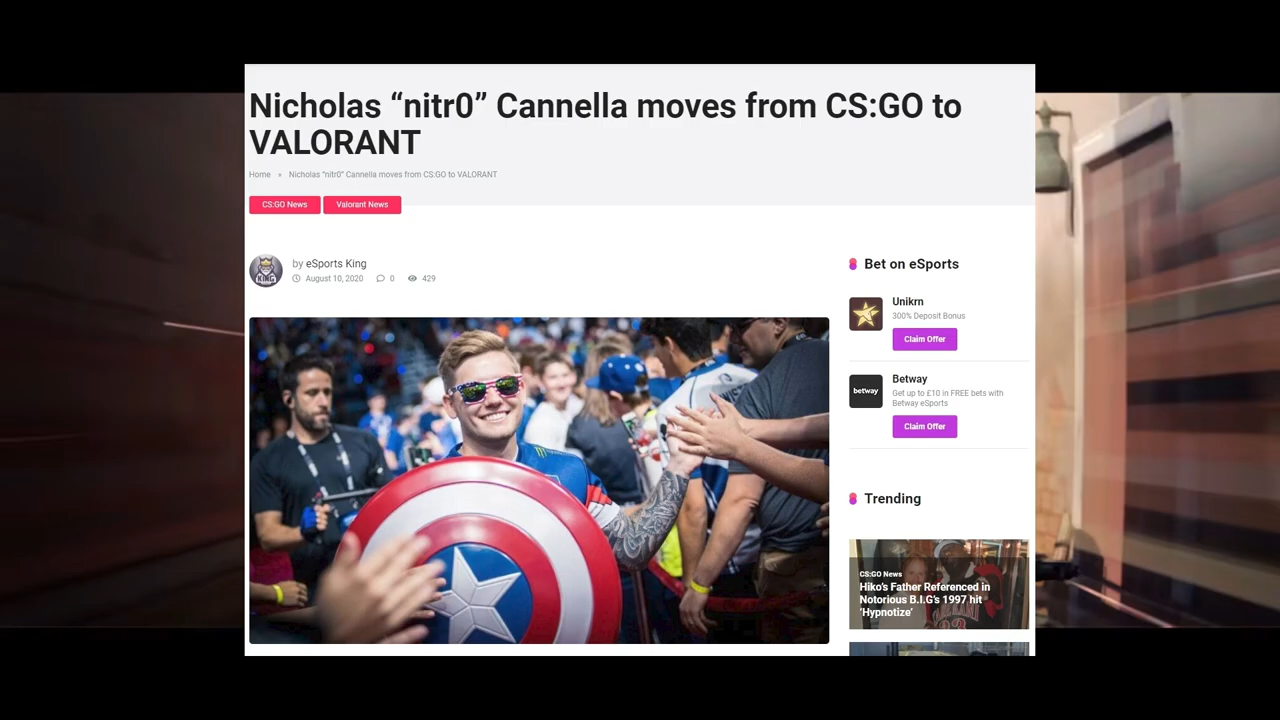 Nicholas “nitr0” Cannella moves from CS:GO to
VALORANT
Home » Nicholas “nitr0” Cannella moves from CS:GO to VALORANT
CS:GO News Valorant News
by eSports King
August 10, 2020 0 429
KING
Bet on eSports
Unikrn
300% Deposit Bonus
Claim Offer
betway
Betway
Get up to £10 in FREE bets with
Betway eSports
Claim Offer
Trending
CS:GO News
Hiko's Father Referenced in
Notorious B.I.G's 1997 hit
'Hypnotize'